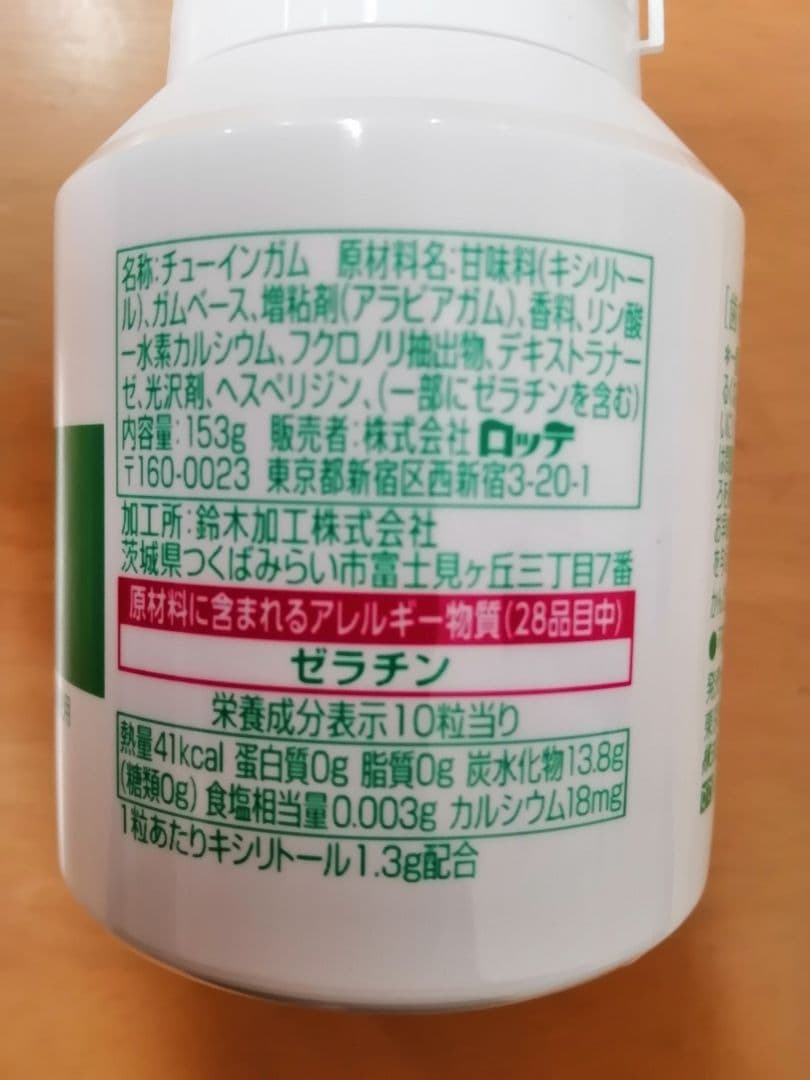 名称:チューインガム 原材料名:甘味料(キシリトー
ル)、ガムベース、増粘剤(アラビアガム)、香料、リン酸
一水素カルシウム、フクロノリ抽出物、デキストラナー
ゼ、光沢剤、ヘスペリジン、(一部にゼラチンを含む)
内容量:153g 販売者:株式会社 ロッテ
〒160-0023 東京都新宿区西新宿3-20-1
加工所:鈴木加工株式会社
茨城県つくばみらい市富士見ヶ丘三丁目7番
原材料に含まれるアレルギー物質(28品目中)
ゼラチン
栄養成分表示10粒当り
熱量41kcal 蛋白質0g 脂質0g 炭水化物13.8g
(糖類0g) 食塩相当量0.003g カルシウム18mg
1粒あたりキシリトール1.3g配合